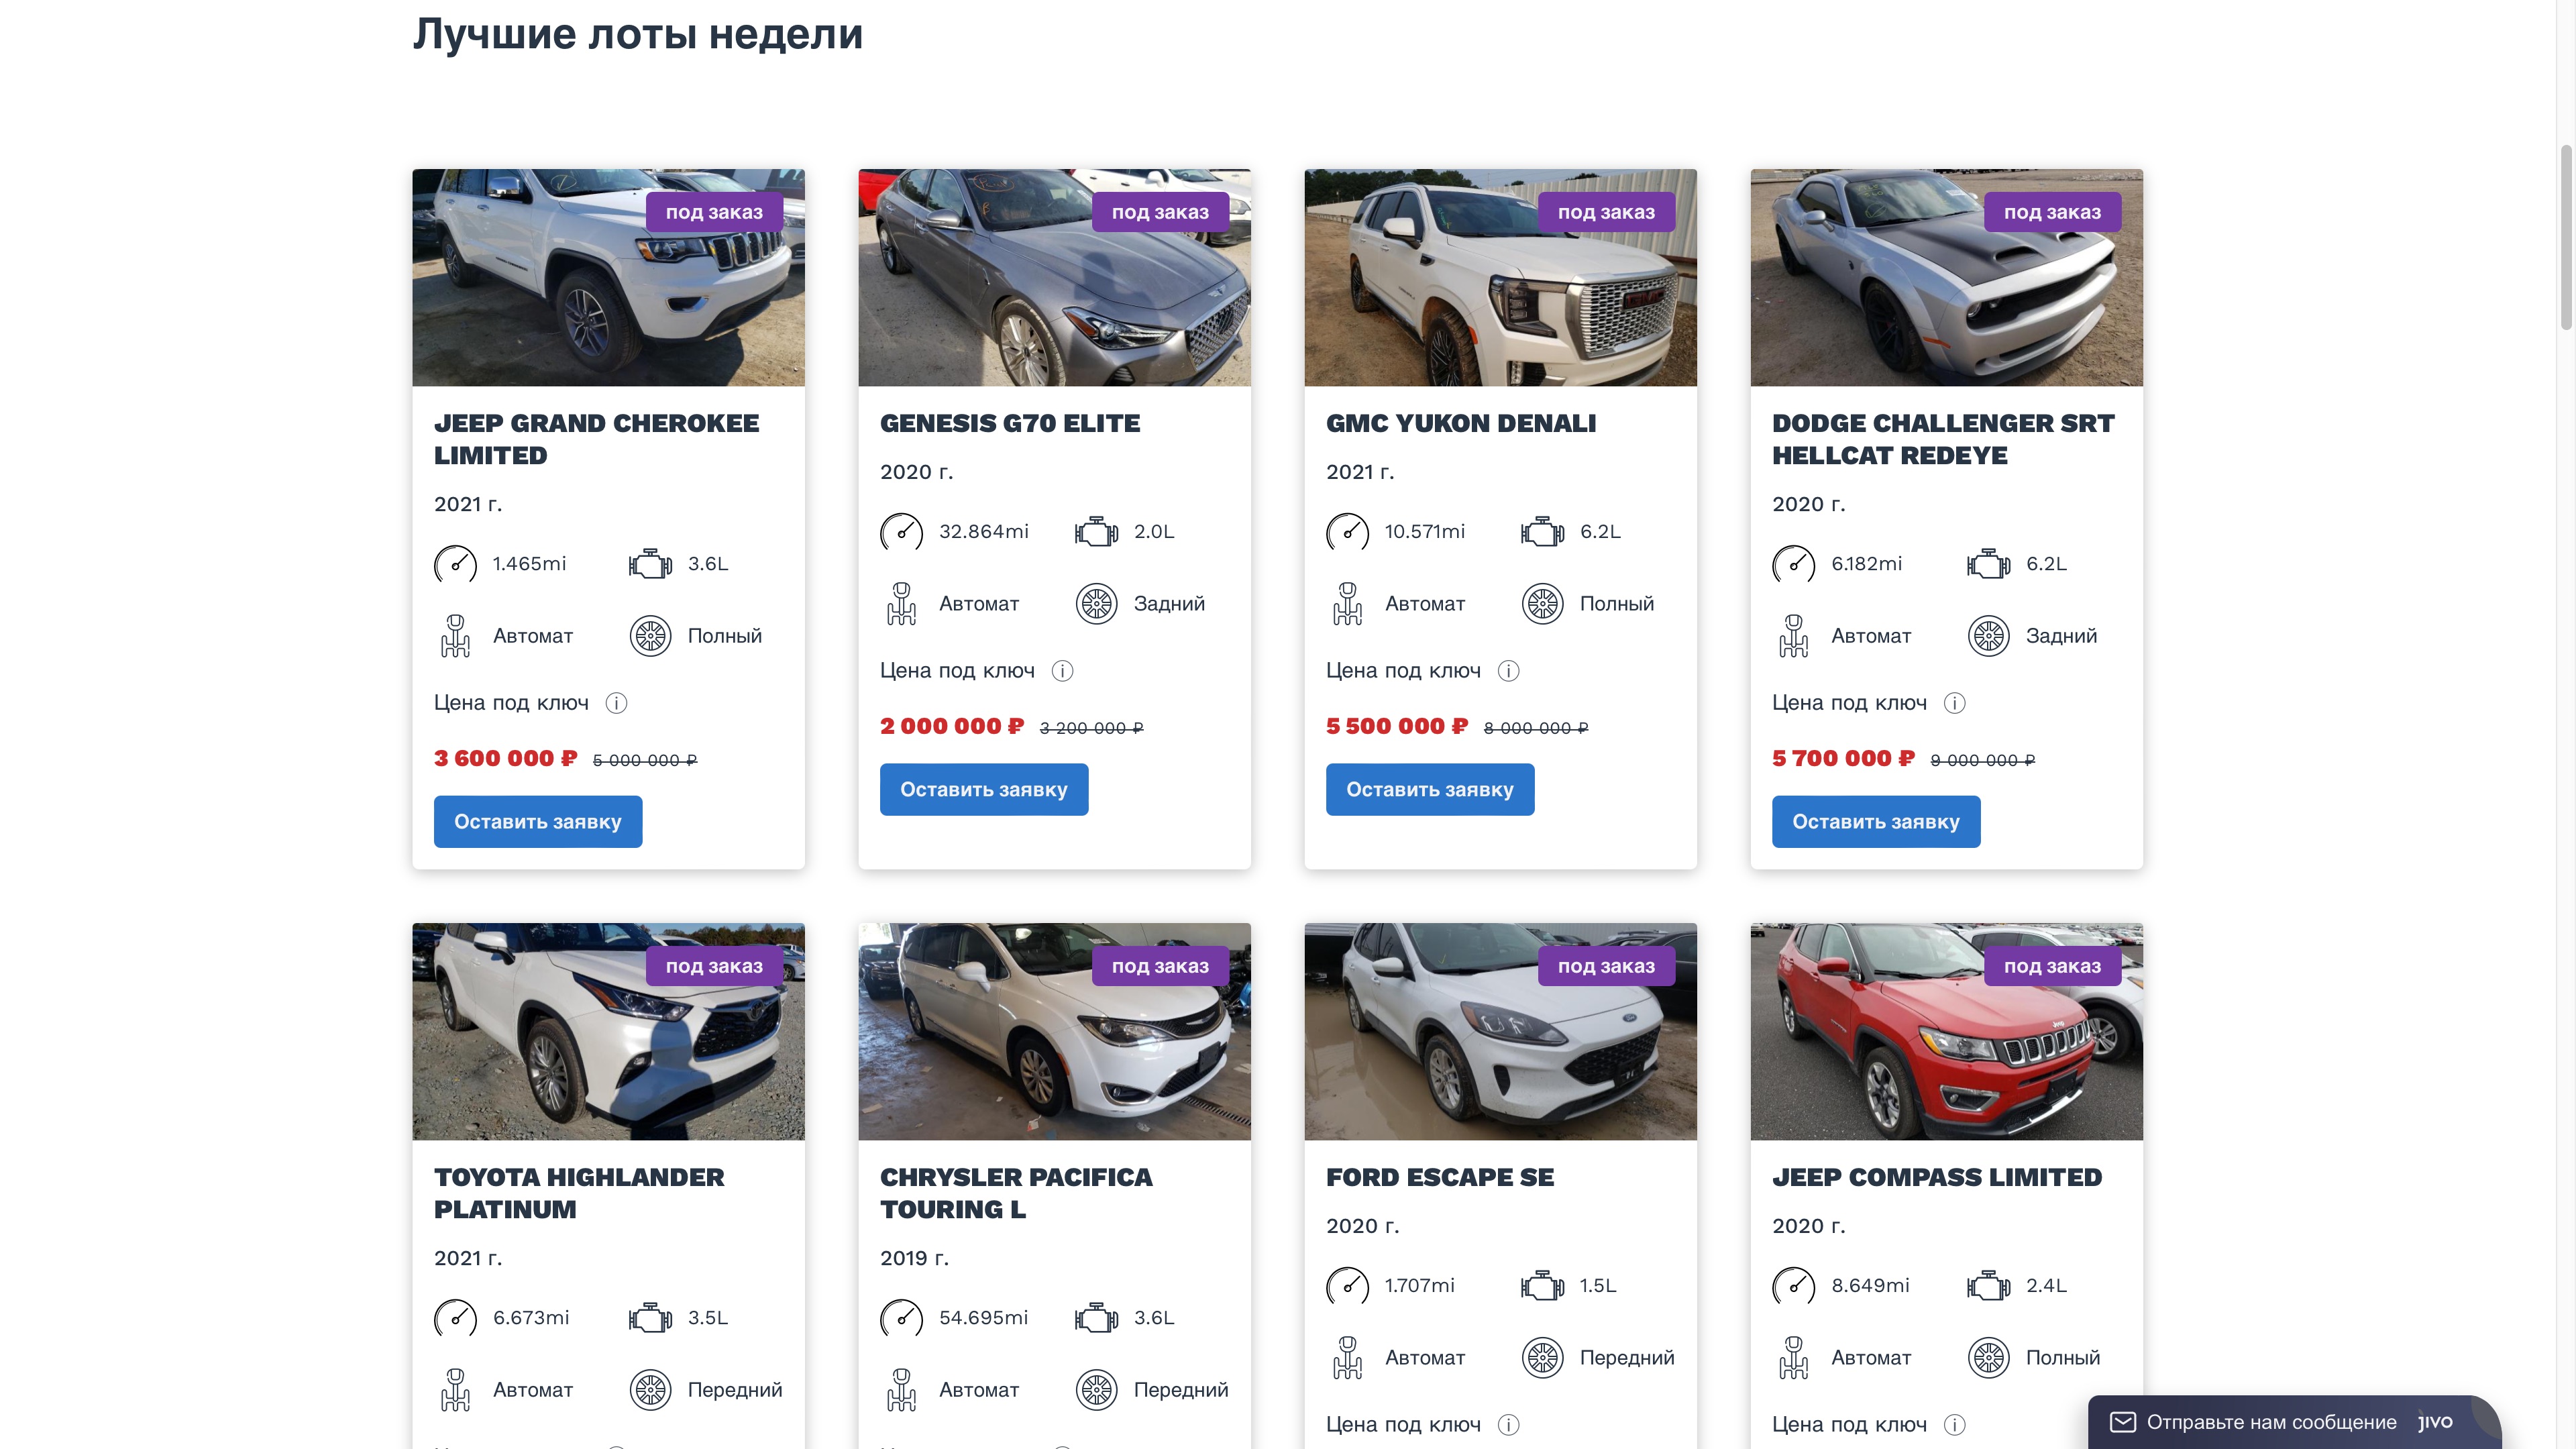 Лучшие лоты недели
под заказ
под заказ
под заказ
под заказ
JEEP GRAND CHEROKEE
LIMITED
2021 г.
1.465mi
3.6L
Автомат
Полный
Цена под ключ
3 600 000 ₽ 5 000 000 ₽
Оставить заявку
GENESIS G70 ELITE
2020 г.
32.864mi
2.0L
Автомат
Задний
Цена под ключ
2 000 000 ₽ 3 200 000 ₽
Оставить заявку
GMC YUKON DENALI
2021 г.
10.571mi
6.2L
Автомат
Полный
Цена под ключ
5 500 000 ₽ 8 000 000 ₽
Оставить заявку
DODGE CHALLENGER SRT
HELLCAT REDEYE
2020 г.
6.182mi
6.2L
Автомат
Задний
Цена под ключ
5 700 000 ₽ 9 000 000 ₽
Оставить заявку
под заказ
под заказ
под заказ
под заказ
TOYOTA HIGHLANDER
PLATINUM
2021 г.
6.673mi
3.5L
Автомат
Передний
CHRYSLER PACIFICA
TOURING L
2019 г.
54.695mi
3.6L
Автомат
Передний
FORD ESCAPE SE
2020 г.
1.707mi
1.5L
Автомат
Передний
Цена под ключ
JEEP COMPASS LIMITED
2020 г.
8.649mi
2.4L
Автомат
Полный
Цена под ключ
Отправьте нам сообщение jivo